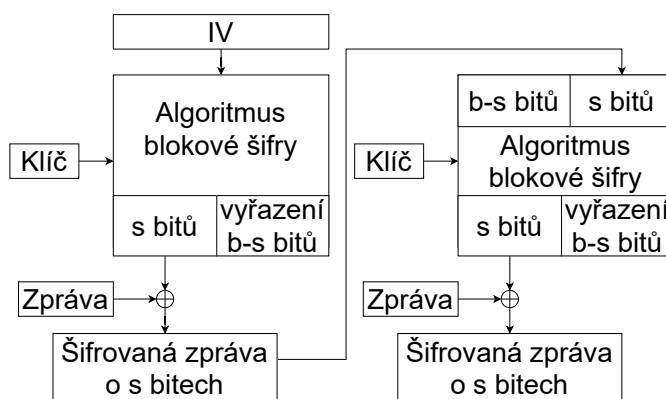 IV
Algoritmus
blokové šifry
Klíč
s bitů
vyřazení
b-s bitů
Zpráva
Šifrovaná zpráva
o s bitech
b-s bitů
s bitů
Algoritmus
blokové šifry
Klíč
s bitů
vyřazení
b-s bitů
Zpráva
Šifrovaná zpráva
o s bitech